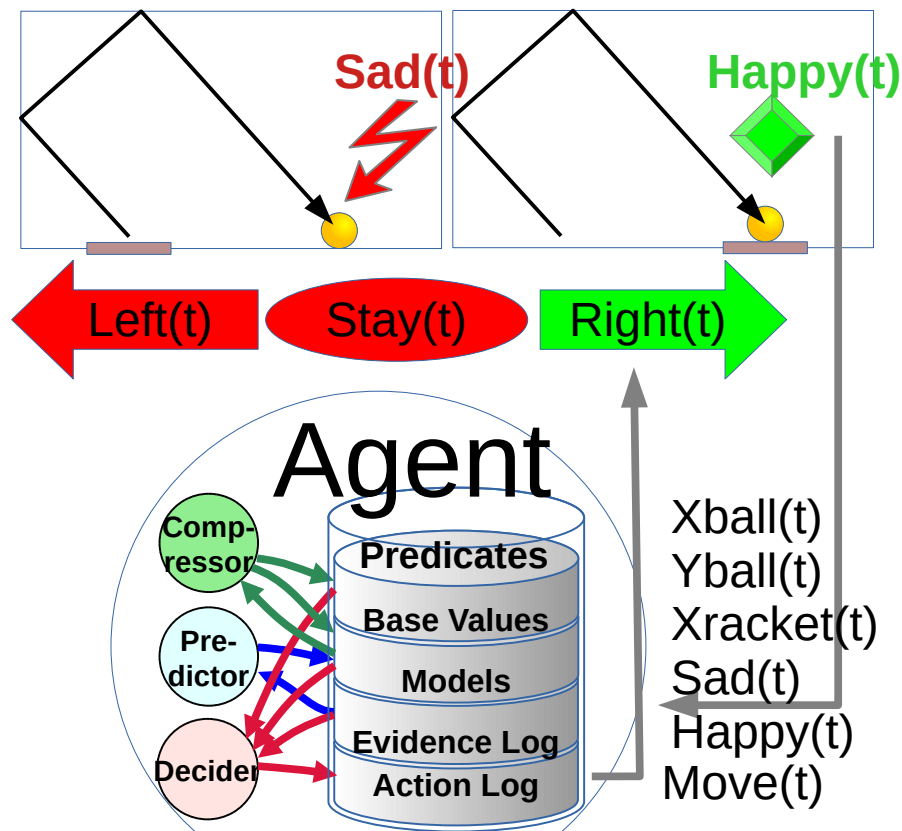 Sad(t)
Happy(t)
Left(t)
Stay(t)
Right(t)
Agent
Comp-
ressor
Pre-
dictor
Decider
Predicates
Base Values
Models
Evidence Log
Action Log
Xball(t)
Yball(t)
Xracket(t)
Sad(t)
Happy(t)
Move(t)